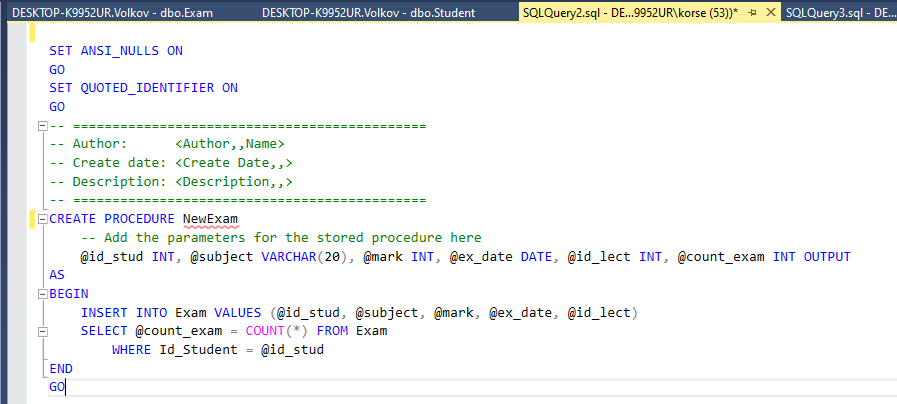 DESKTOP-K9952UR.Volkov - dbo.Exam DESKTOP-K9952UR.Volkov - dbo.Student SQLQuery2.sql - DE...9952UR\korse (53))* SQLQuery3.sql - DE...
SET ANSI_NULLS ON
GO
SET QUOTED_IDENTIFIER ON
GO
-- =============================================
-- Author:      <Author,,Name>
-- Create date: <Create Date,,>
-- Description: <Description,,>
-- =============================================
CREATE PROCEDURE NewExam
    -- Add the parameters for the stored procedure here
    @id_stud INT, @subject VARCHAR(20), @mark INT, @ex_date DATE, @id_lect INT, @count_exam INT OUTPUT
AS
BEGIN
    INSERT INTO Exam VALUES (@id_stud, @subject, @mark, @ex_date, @id_lect)
    SELECT @count_exam = COUNT(*) FROM Exam
        WHERE Id_Student = @id_stud
END
GO